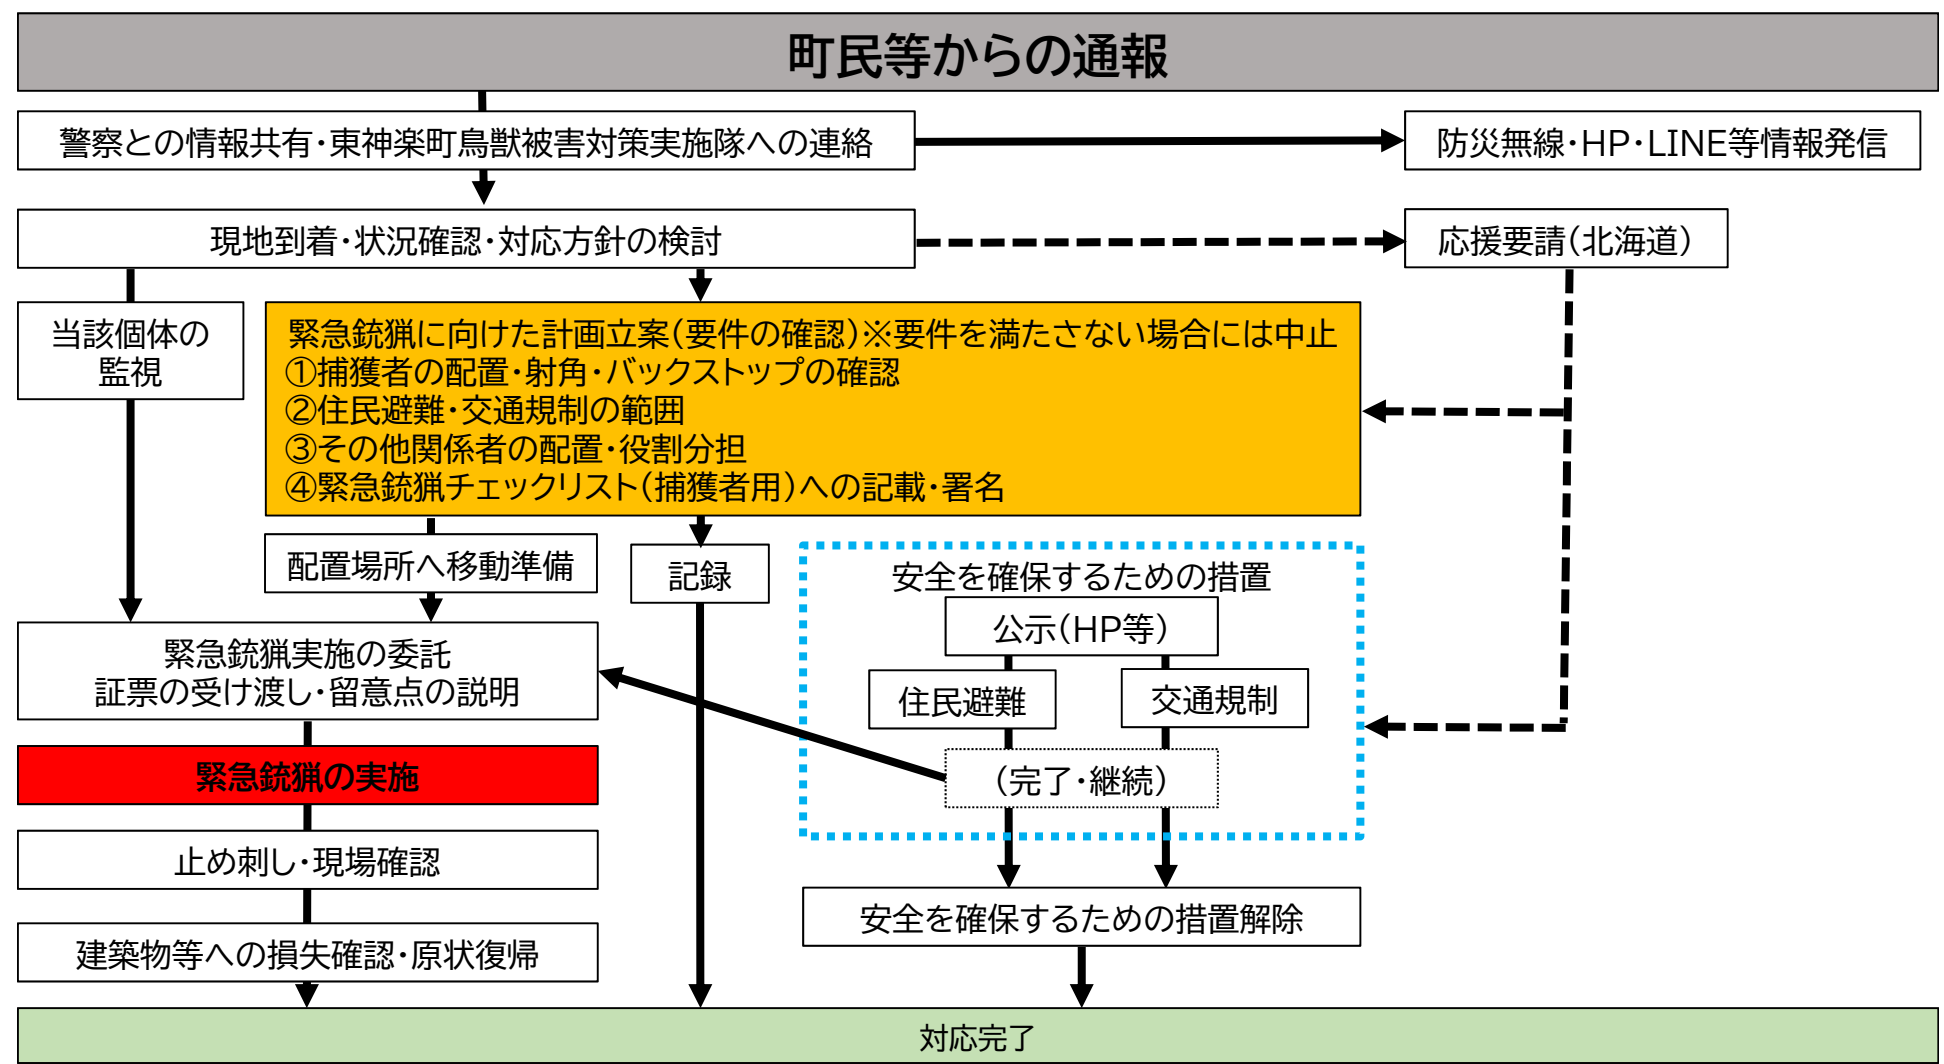 町民等からの通報
警察との情報共有・東神楽町鳥獣被害対策実施隊への連絡
防災無線・HP・LINE等情報発信
現地到着・状況確認・対応方針の検討
応援要請(北海道)
当該個体の
監視
緊急銃猟に向けた計画立案(要件の確認)※要件を満たさない場合には中止
①捕獲者の配置・射角・バックストップの確認
②住民避難・交通規制の範囲
③その他関係者の配置・役割分担
④緊急銃猟チェックリスト(捕獲者用)への記載・署名
配置場所へ移動準備
記録
安全を確保するための措置
公示(HP等)
住民避難
交通規制
(完了・継続)
緊急銃猟実施の委託
証票の受け渡し・留意点の説明
緊急銃猟の実施
止め刺し・現場確認
安全を確保するための措置解除
建築物等への損失確認・原状復帰
対応完了